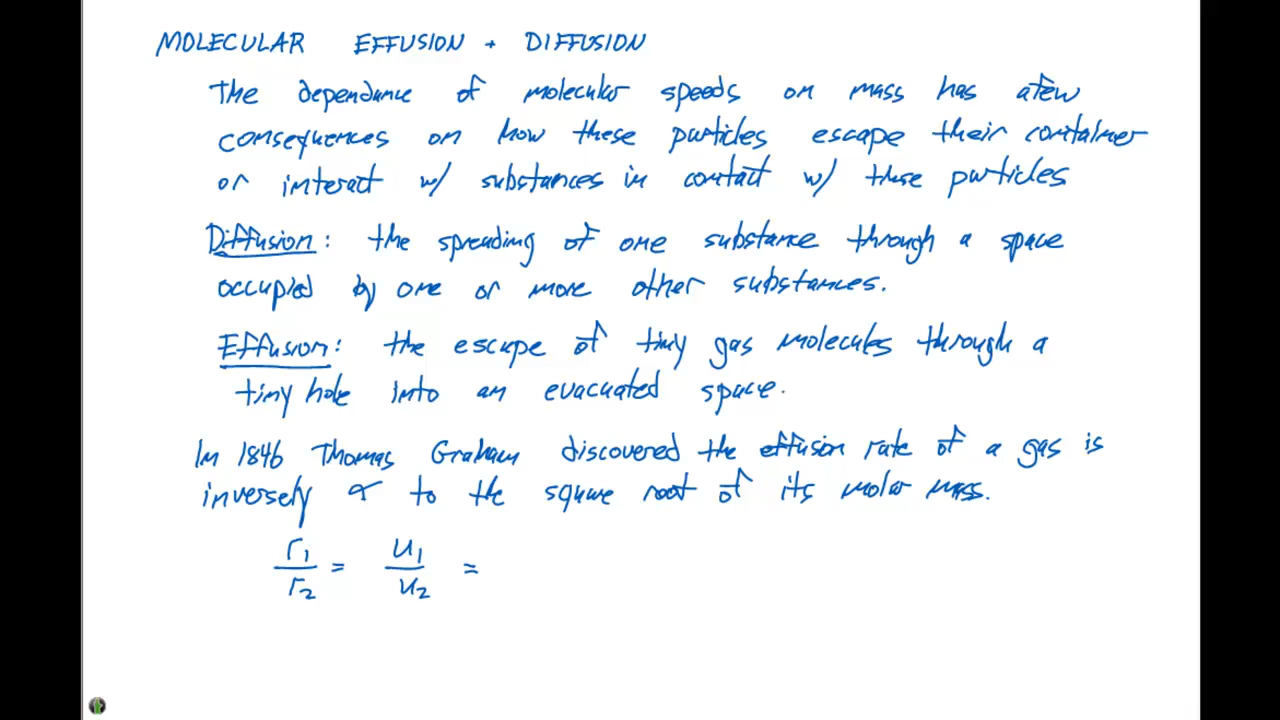 MOLECULAR EFFUSION + DIFFUSION
The dependance of molecular speeds on mass has a few
consequences on how these particles escape their container
or interact w/ substances in contact w/ these particles
Diffusion: the spreading of one substance through a space
occupied by one or more other substances.
Effusion: the escape of tiny gas molecules through a
tiny hole into an evacuated space.
In 1846 Thomas Graham discovered the effusion rate of a gas is
inversely ∝ to the square root of its molar mass.
r₁/r₂ = u₁/u₂ =